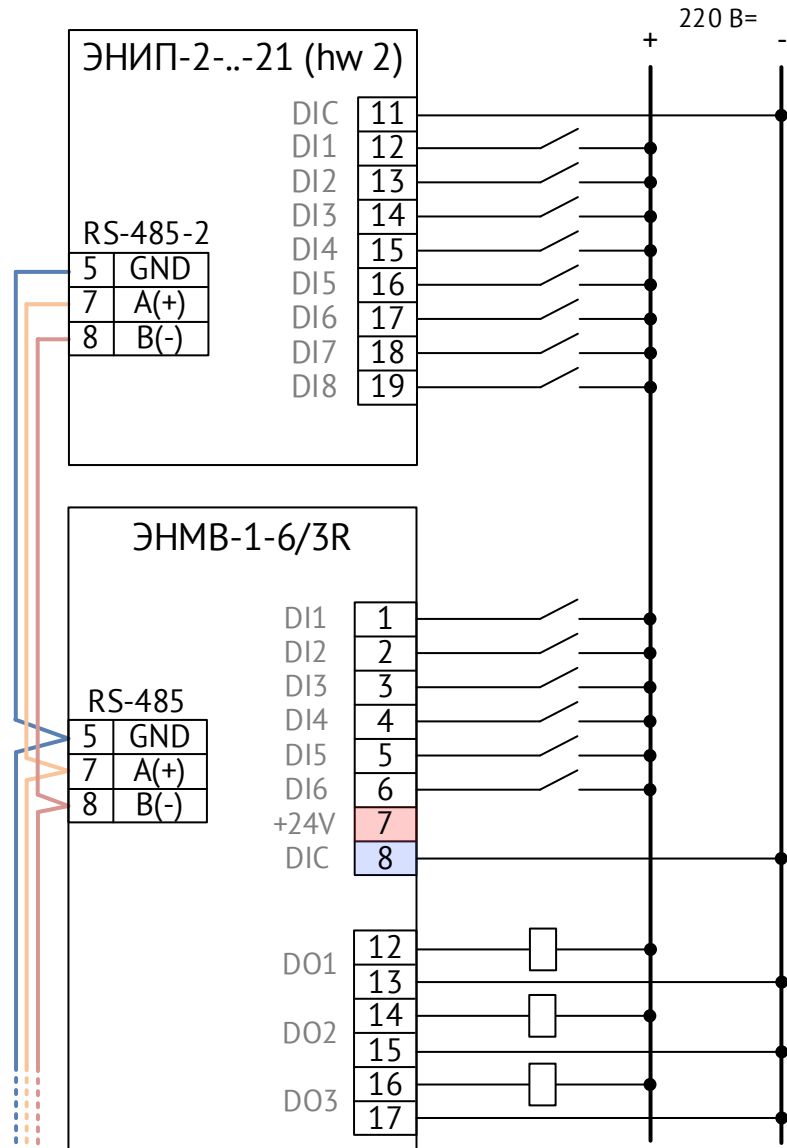 220 В=
+ -
ЭНИП-2-..-21 (hw 2)
DIC 11
DI1 12
DI2 13
DI3 14
DI4 15
DI5 16
DI6 17
DI7 18
DI8 19
RS-485-2
5 GND
7 A(+)
8 B(-)
ЭНМВ-1-6/3R
DI1 1
DI2 2
DI3 3
DI4 4
DI5 5
DI6 6
+24V 7
DIC 8
RS-485
5 GND
7 A(+)
8 B(-)
DO1 12
13
DO2 14
15
DO3 16
17